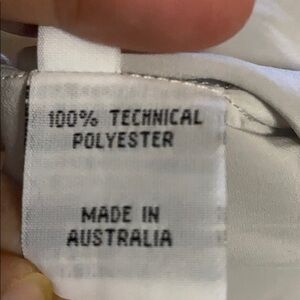 100% TECHNICAL
POLYESTER
MADE IN
AUSTRALIA